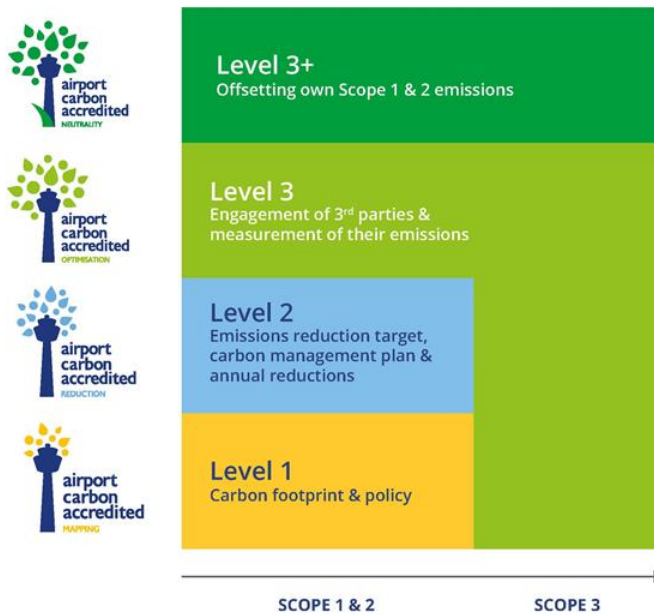 airport
carbon
accredited
NEUTRALITY
Level 3+
Offsetting own Scope 1 & 2 emissions
airport
carbon
accredited
OPTIMISATION
Level 3
Engagement of 3rd parties &
measurement of their emissions
airport
carbon
accredited
REDUCTION
Level 2
Emissions reduction target,
carbon management plan &
annual reductions
airport
carbon
accredited
MAPPING
Level 1
Carbon footprint & policy
SCOPE 1 & 2
SCOPE 3